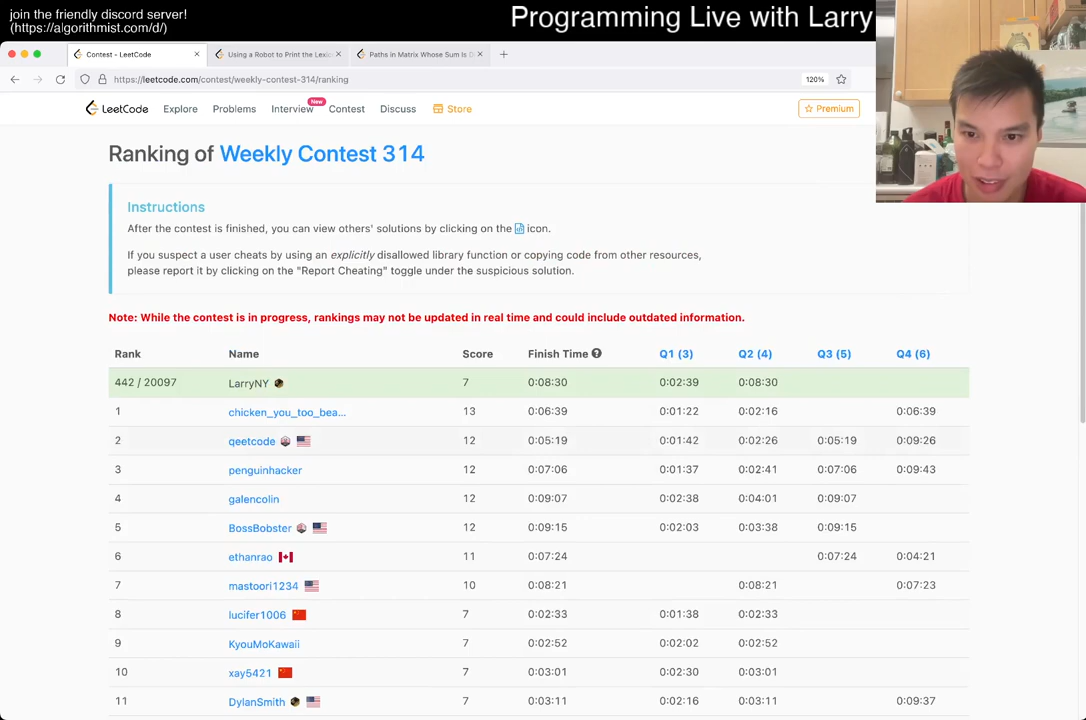 join the friendly discord server!
(https://algorithmist.com/d/)
Programming Live with Larry
Contest - LeetCode
Using a Robot to Print the Lexico
Paths in Matrix Whose Sum Is D
https://leetcode.com/contest/weekly-contest-314/ranking
120%
LeetCode Explore Problems Interview New Contest Discuss Store Premium
Ranking of Weekly Contest 314
Instructions
After the contest is finished, you can view others' solutions by clicking on the icon.
If you suspect a user cheats by using an explicitly disallowed library function or copying code from other resources,
please report it by clicking on the "Report Cheating" toggle under the suspicious solution.
Note: While the contest is in progress, rankings may not be updated in real time and could include outdated information.
Rank Name Score Finish Time Q1 (3) Q2 (4) Q3 (5) Q4 (6)
442 / 20097 LarryNY 7 0:08:30 0:02:39 0:08:30
1 chicken_you_too_bea... 13 0:06:39 0:01:22 0:02:16 0:06:39
2 qeetcode 12 0:05:19 0:01:42 0:02:26 0:05:19 0:09:26
3 penguinhacker 12 0:07:06 0:01:37 0:02:41 0:07:06 0:09:43
4 galencolin 12 0:09:07 0:02:38 0:04:01 0:09:07
5 BossBobster 12 0:09:15 0:02:03 0:03:38 0:09:15
6 ethanrao 11 0:07:24 0:07:24 0:04:21
7 mastoori1234 10 0:08:21 0:08:21 0:07:23
8 lucifer1006 7 0:02:33 0:01:38 0:02:33
9 KyouMoKawaii 7 0:02:52 0:02:02 0:02:52
10 xay5421 7 0:03:01 0:02:30 0:03:01
11 DylanSmith 7 0:03:11 0:02:16 0:03:11 0:09:37